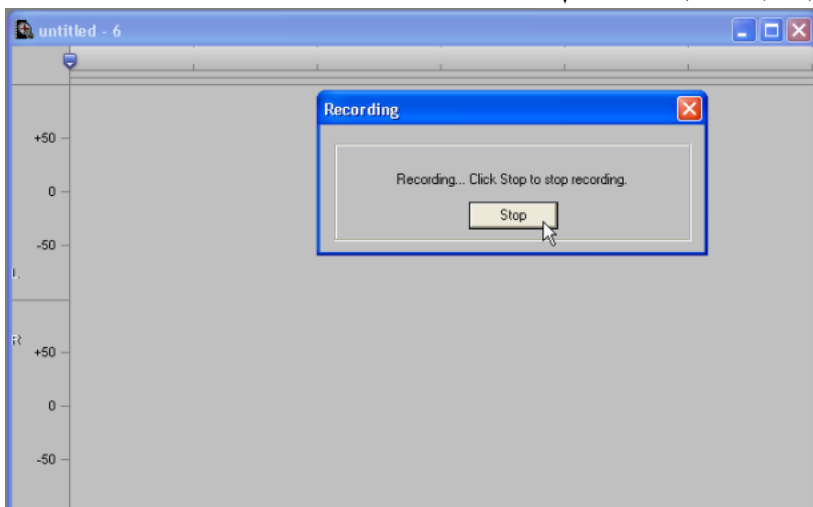 untitled - 6
Recording
+50
Recording... Click Stop to stop recording.
0
Stop
-50
L
R
+50
0
-50